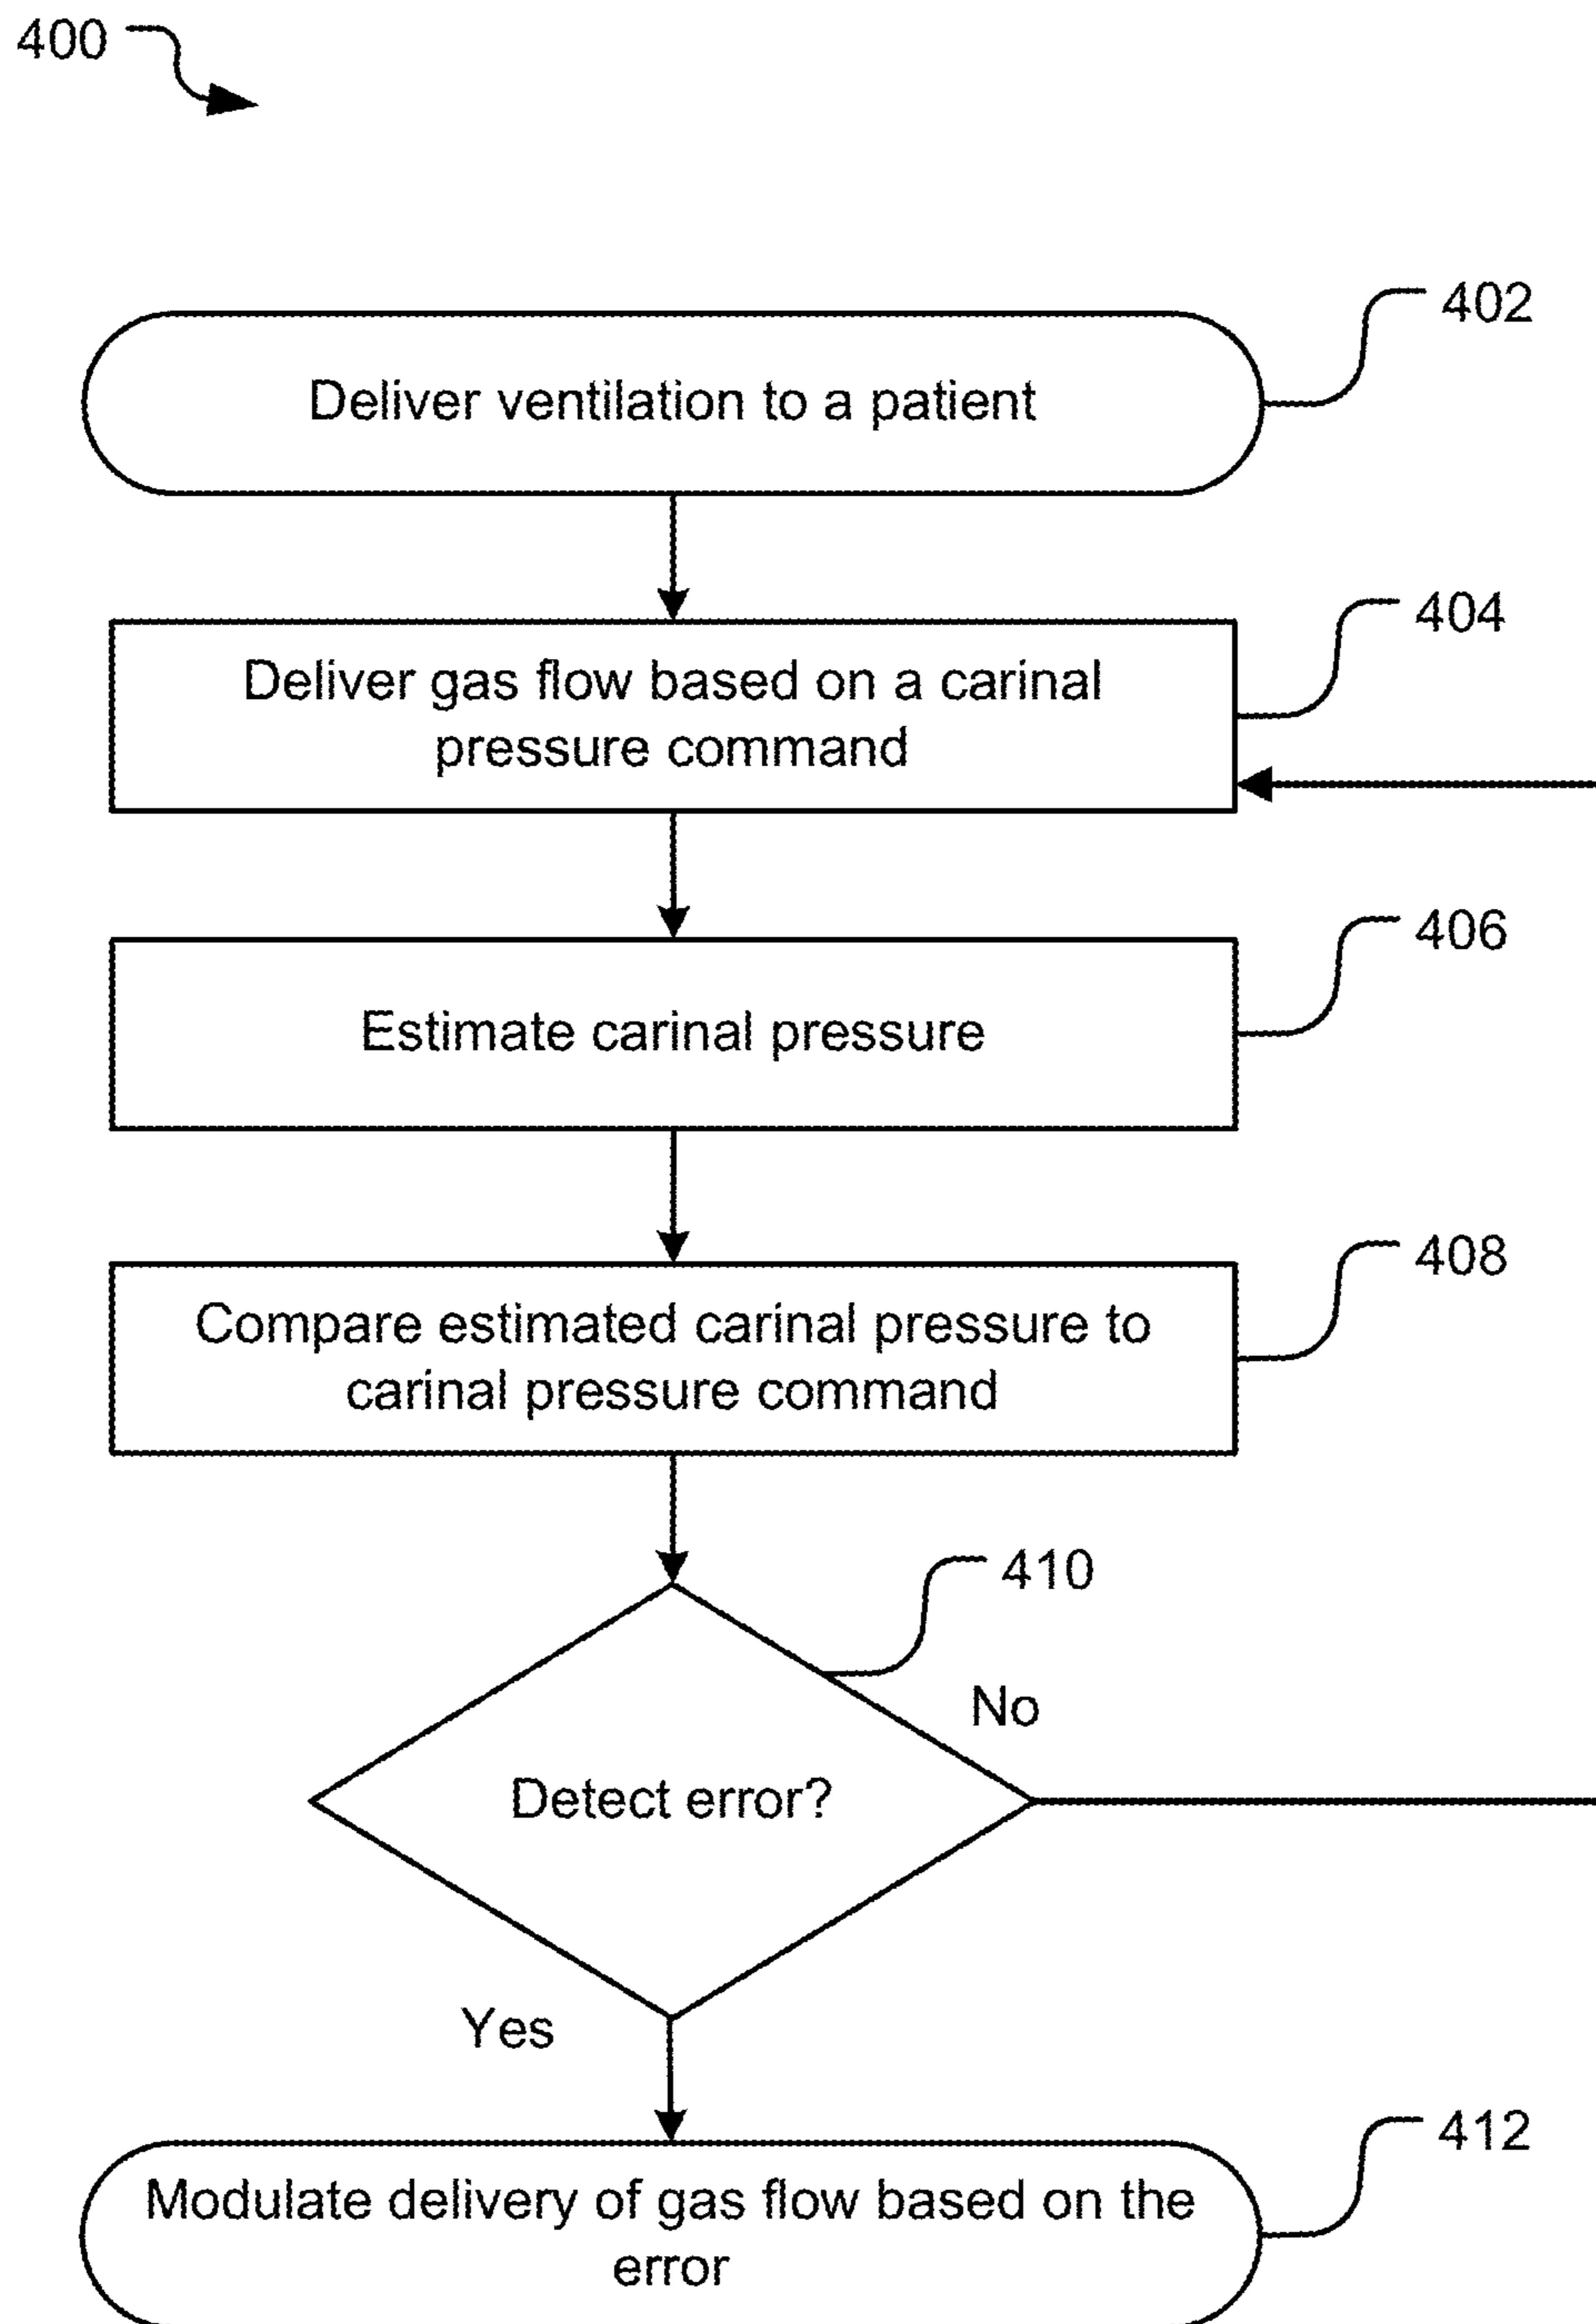 400
402
Deliver ventilation to a patient
404
Deliver gas flow based on a carinal
pressure command
406
Estimate carinal pressure
408
Compare estimated carinal pressure to
carinal pressure command
410
No
Detect error?
Yes
412
Modulate delivery of gas flow based on the
error